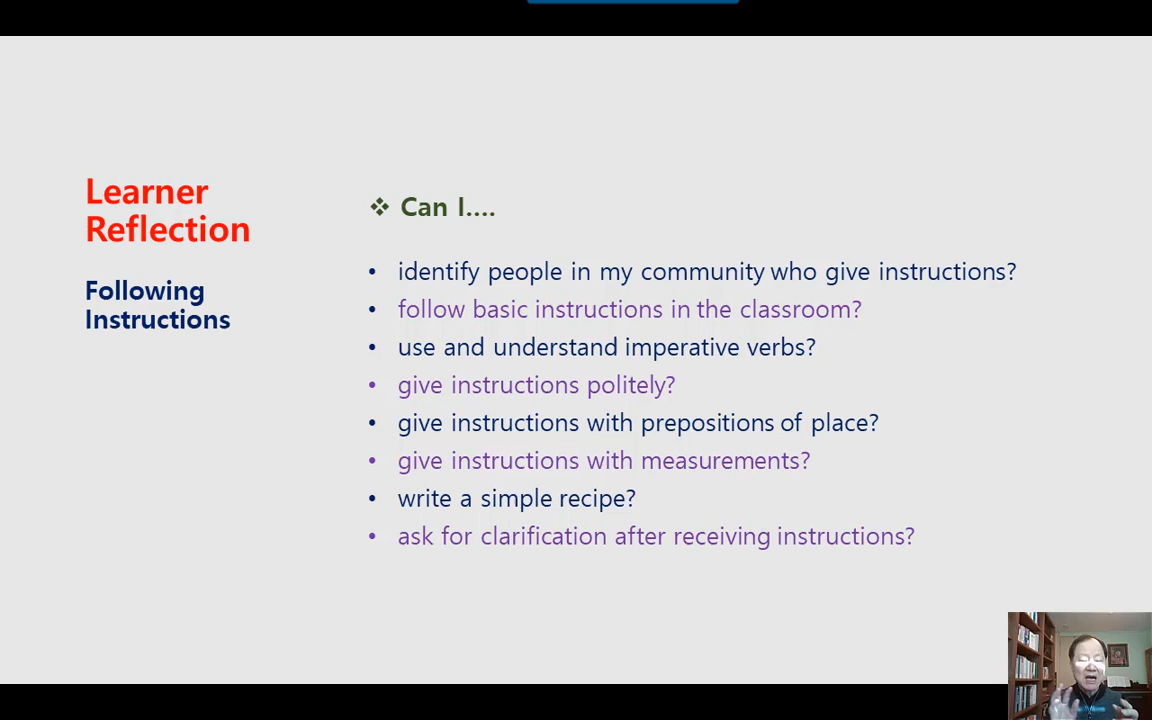 Learner
Reflection
Following
Instructions
❖ Can I....
• identify people in my community who give instructions?
• follow basic instructions in the classroom?
• use and understand imperative verbs?
• give instructions politely?
• give instructions with prepositions of place?
• give instructions with measurements?
• write a simple recipe?
• ask for clarification after receiving instructions?